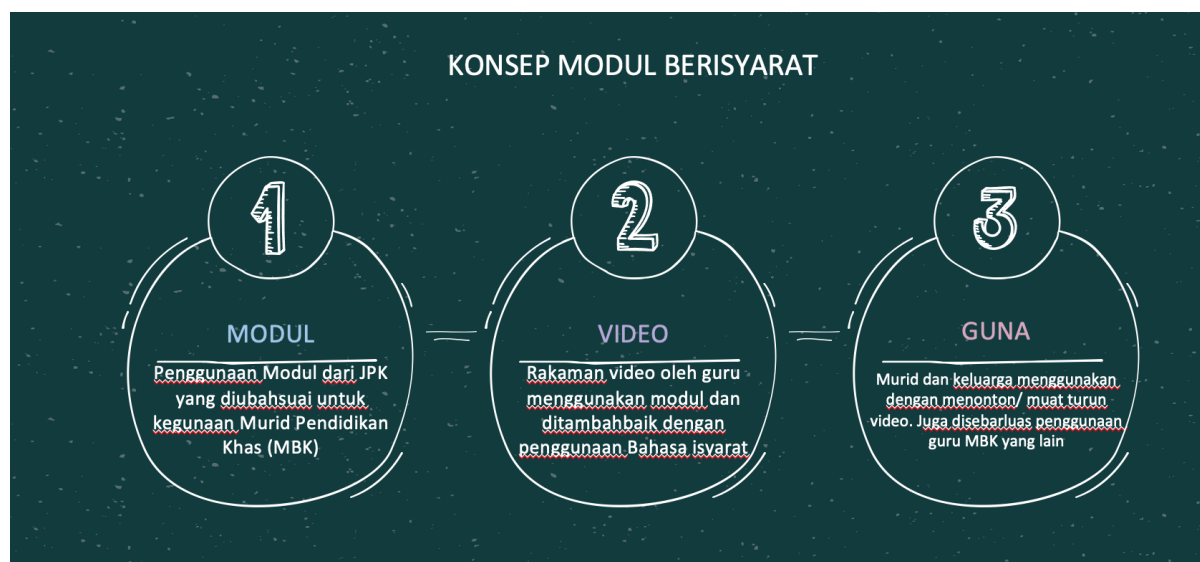 KONSEP MODUL BERISYARAT
1
MODUL
Penggunaan Modul dari JPK
yang diubahsuai untuk
kegunaan Murid Pendidikan
Khas (MBK)
2
VIDEO
Rakaman video oleh guru
menggunakan modul dan
ditambahbaik dengan
penggunaan Bahasa isyarat
3
GUNA
Murid dan keluarga menggunakan
dengan menonton/ muat turun
video. Juga disebarluas penggunaan
guru MBK yang lain